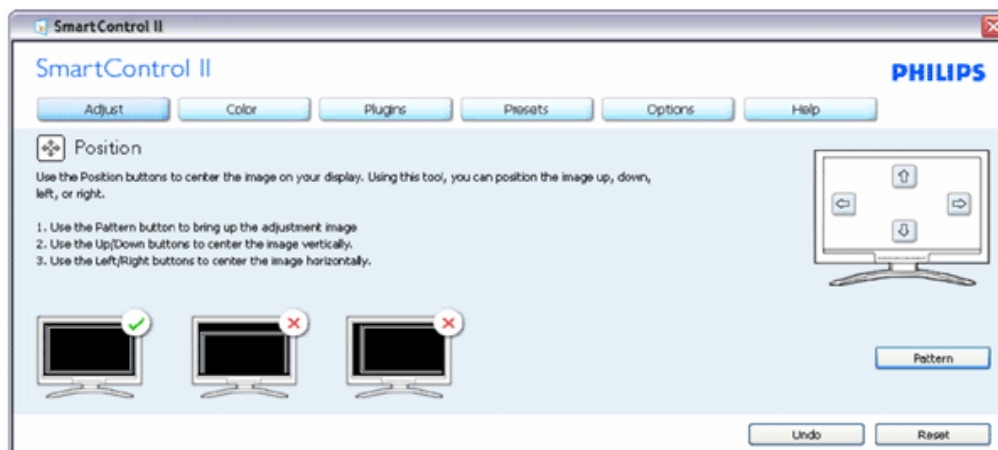 SmartControl II
SmartControl II
PHILIPS
Adjust Color Plugins Presets Options Help
Position
Use the Position buttons to center the image on your display. Using this tool, you can position the image up, down,
left, or right.
1. Use the Pattern button to bring up the adjustment image
2. Use the Up/Down buttons to center the image vertically.
3. Use the Left/Right buttons to center the image horizontally.
Pattern
Undo Reset